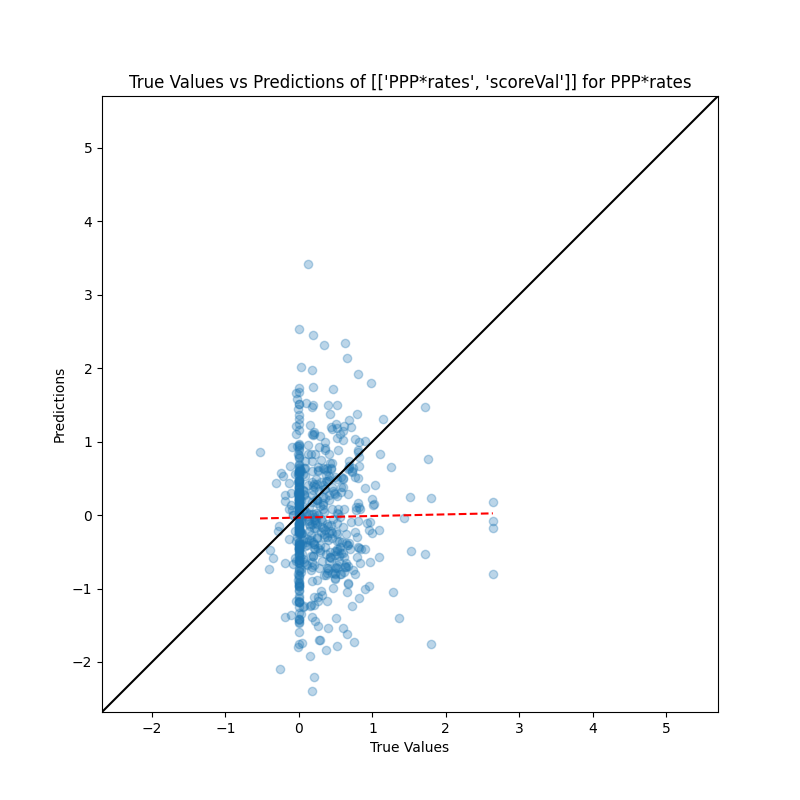 True Values vs Predictions of [['PPP*rates', 'scoreVal']] for PPP*rates
5
4
3
2
1
0
−1
−2
Predictions
−2 −1 0 1 2 3 4 5
True Values